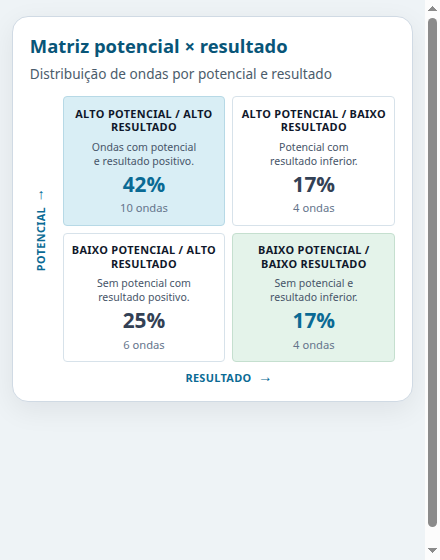 Matriz potencial × resultado
Distribuição de ondas por potencial e resultado
ALTO POTENCIAL / ALTO
RESULTADO
Ondas com potencial
e resultado positivo.
42%
10 ondas
ALTO POTENCIAL / BAIXO
RESULTADO
Potencial com
resultado inferior.
17%
4 ondas
POTENCIAL →
BAIXO POTENCIAL / ALTO
RESULTADO
Sem potencial com
resultado positivo.
25%
6 ondas
BAIXO POTENCIAL /
BAIXO RESULTADO
Sem potencial e
resultado inferior.
17%
4 ondas
RESULTADO →